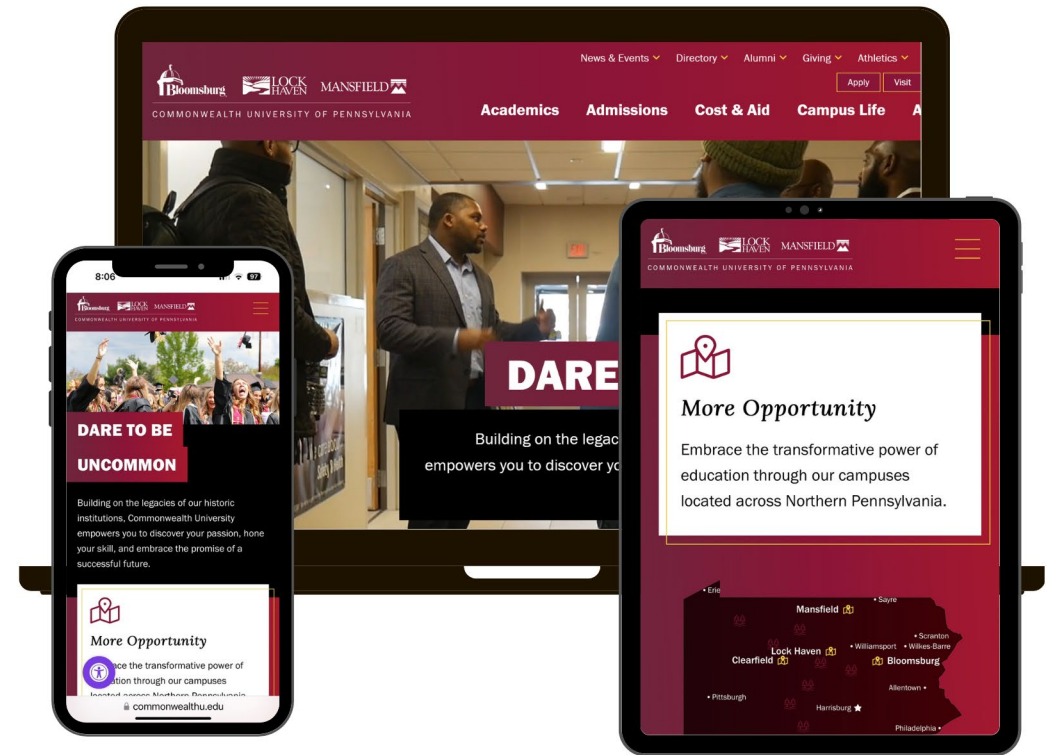 News & Events Directory Alumni Giving Athletics
Apply Visit
Bloomsburg LOCK HAVEN MANSFIELD
COMMONWEALTH UNIVERSITY OF PENNSYLVANIA
Academics Admissions Cost & Aid Campus Life A
DARE
Building on the legac
empowers you to discover yo
8:06
97
Bloomsburg LOCK HAVEN MANSFIELD
COMMONWEALTH UNIVERSITY OF PENNSYLVANIA
DARE TO BE
UNCOMMON
Building on the legacies of our historic
institutions, Commonwealth University
empowers you to discover your passion, hone
your skill, and embrace the promise of a
successful future.
More Opportunity
ce the transformative power of
ation through our campuses
located across Northern Pennsylvania
commonwealthu.edu
Bloomsburg LOCK HAVEN MANSFIELD
COMMONWEALTH UNIVERSITY OF PENNSYLVANIA
More Opportunity
Embrace the transformative power of
education through our campuses
located across Northern Pennsylvania.
• Erie
• Sayre
Mansfield
• Scranton
Lock Haven
• Williamsport • Wilkes-Barre
Clearfield
Bloomsburg
Allentown •
• Pittsburgh
Harrisburg
Philadelphia •